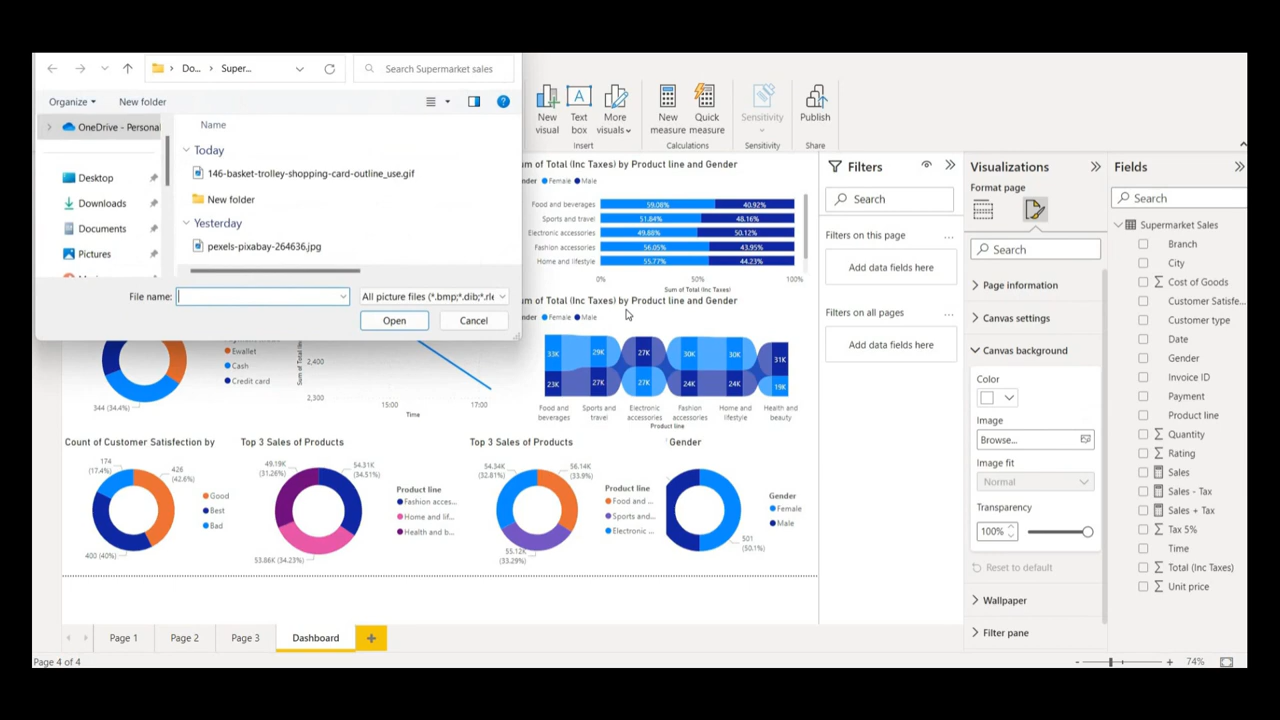 Do...
Super...
Search Supermarket sales
Organize
New folder
OneDrive - Personal
Desktop
Downloads
Documents
Pictures
Name
Today
146-basket-trolley-shopping-card-outline_use.gif
New folder
Yesterday
pexels-pixabay-264636.jpg
File name:
All picture files (*.bmp;*.dib;*.rle
Open
Cancel
New visual
Text box
More visuals
Insert
New measure
Quick measure
Calculations
Sensitivity
Sensitivity
Publish
Share
m of Total (Inc Taxes) by Product line and Gender
nder Female Male
Food and beverages 59.08% 40.92%
Sports and travel 51.84% 48.16%
Electronic accessories 49.88% 50.12%
Fashion accessories 56.05% 43.95%
Home and lifestyle 55.77% 44.23%
0% 50% 100%
Sum of Total (Inc Taxes)
m of Total (Inc Taxes) by Product line and Gender
nder Female Male
33K 29K 27K 30K 30K 31K
23K 27K 27K 24K 24K 19K
Food and beverages
Sports and travel
Electronic accessories
Fashion accessories
Home and lifestyle
Health and beauty
Product line
Ewallet
Cash
Credit card
344 (34.4%)
2,400
2,300
15:00 17:00
Time
Count of Customer Satisfaction by
174 (17.4%)
426 (42.6%)
400 (40%)
Good
Best
Bad
Top 3 Sales of Products
49.19K (31.26%)
54.31K (34.51%)
53.86K (34.23%)
Product line
Fashion acces...
Home and lif...
Health and b...
Top 3 Sales of Products
54.34K (32.81%)
56.14K (33.9%)
55.12K (33.29%)
Product line
Food and ...
Sports and...
Electronic ...
Gender
501 (50.1%)
Gender
Female
Male
Page 1
Page 2
Page 3
Dashboard
+
Page 4 of 4
74%
Filters
Search
Filters on this page
...
Add data fields here
Filters on all pages
...
Add data fields here
Visualizations
Format page
Search
Page information
Canvas settings
Canvas background
Color
Image
Browse...
Image fit
Normal
Transparency
100%
Reset to default
Wallpaper
Filter pane
Fields
Search
Supermarket Sales
Branch
City
Cost of Goods
Customer Satisfe...
Customer type
Date
Gender
Invoice ID
Payment
Product line
Quantity
Rating
Sales
Sales - Tax
Sales + Tax
Tax 5%
Time
Total (Inc Taxes)
Unit price